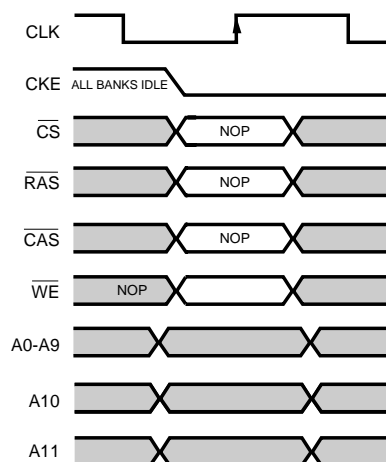 CLK
CKE ALL BANKS IDLE
CS NOP
RAS NOP
CAS NOP
WE NOP
A0-A9
A10
A11